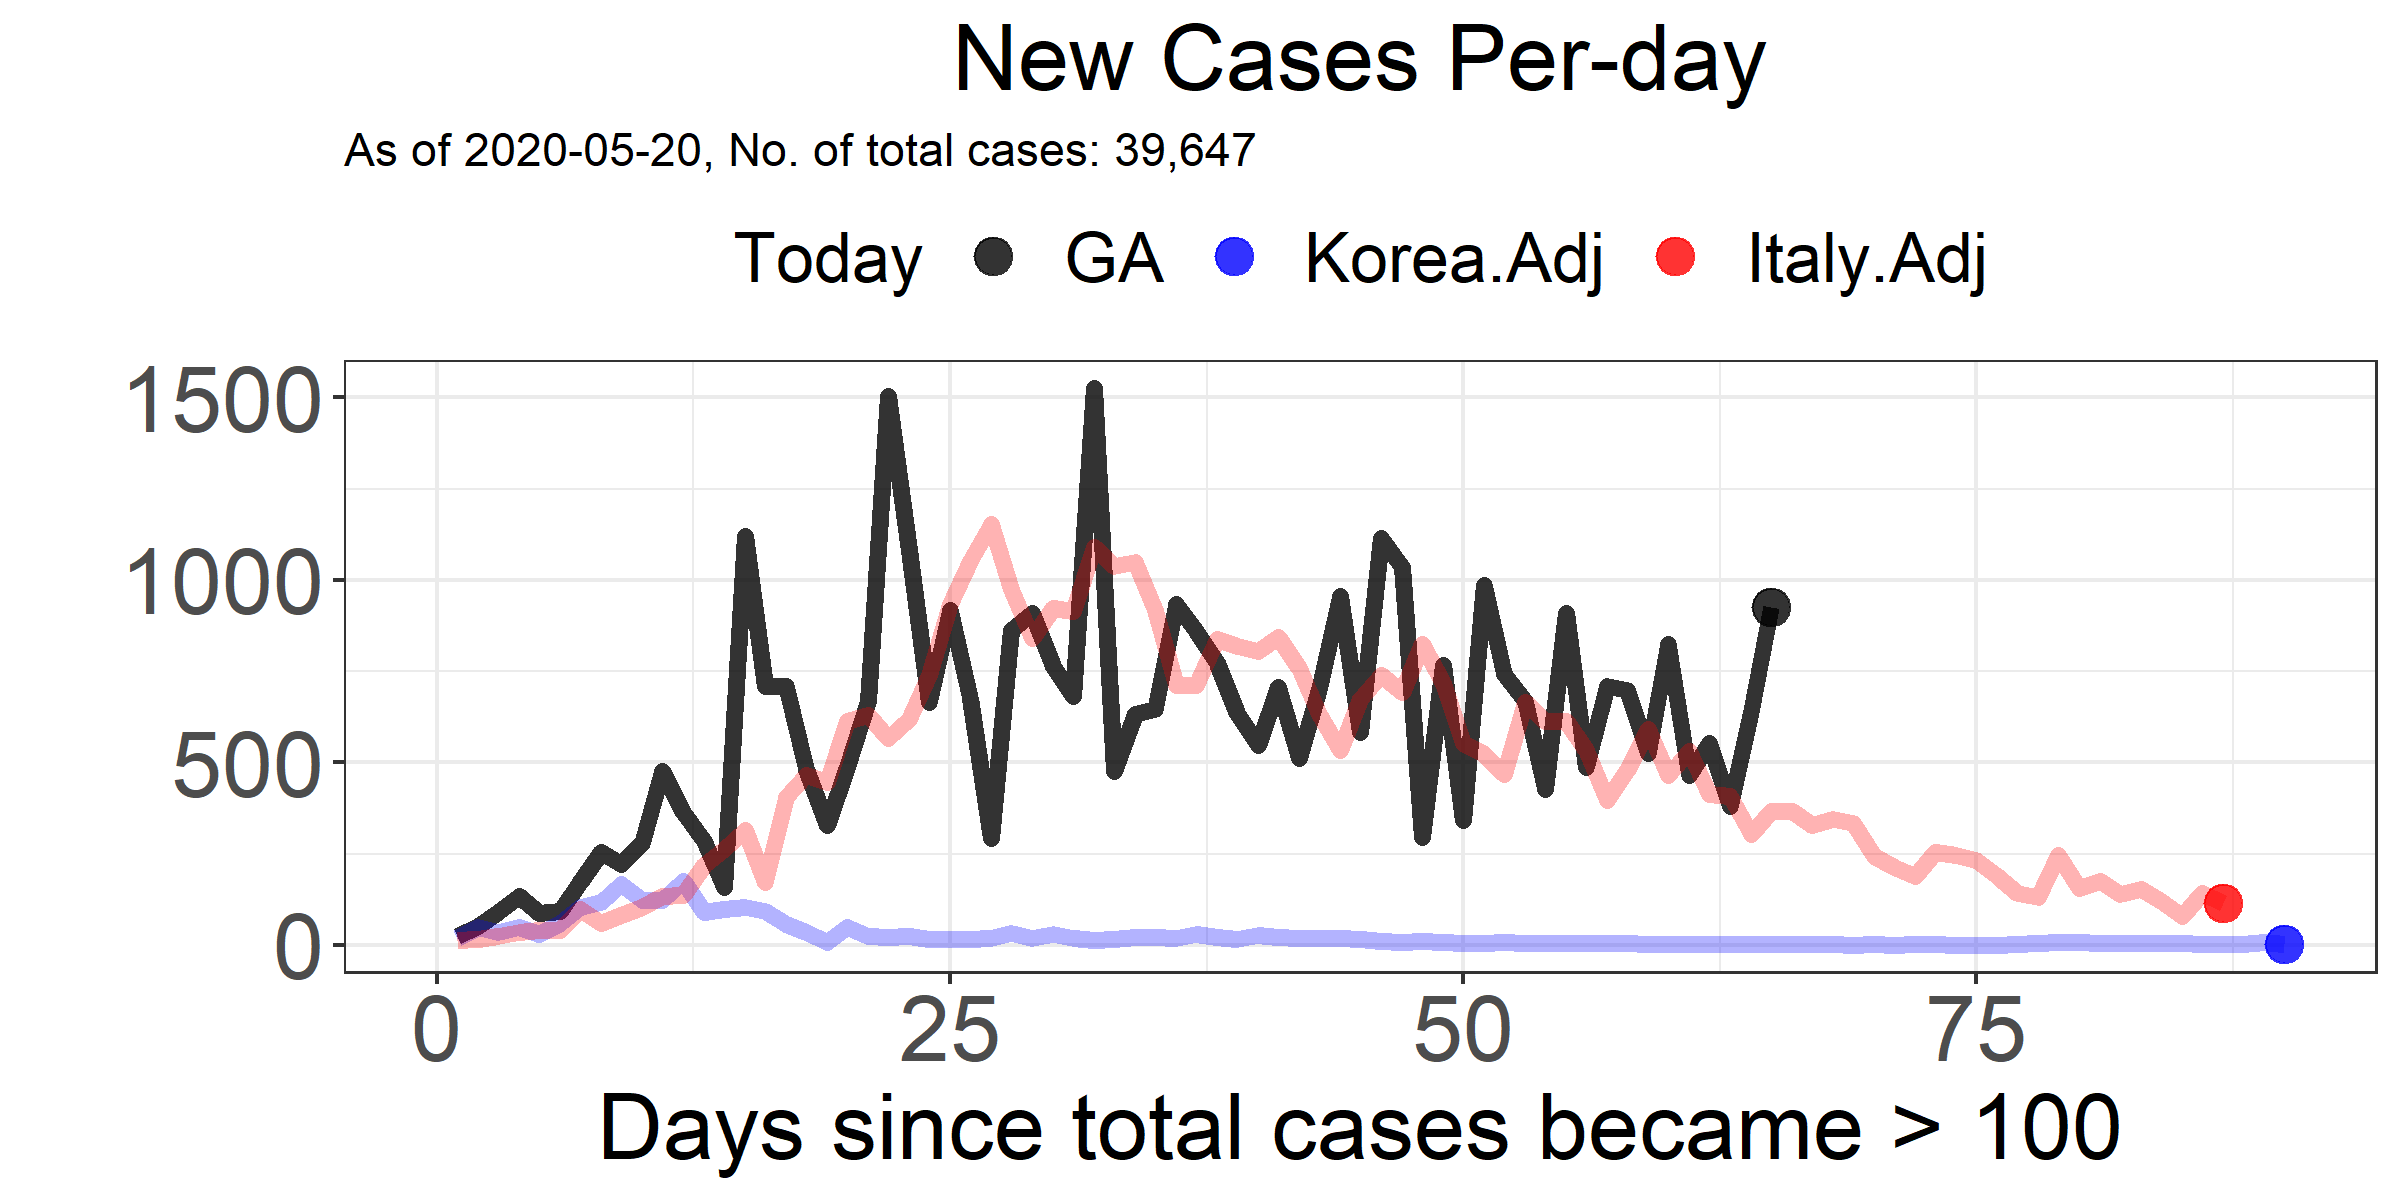 New Cases Per-day
As of 2020-05-20, No. of total cases: 39,647
Today GA Korea.Adj Italy.Adj
1500
1000
500
0
0 25 50 75
Days since total cases became > 100